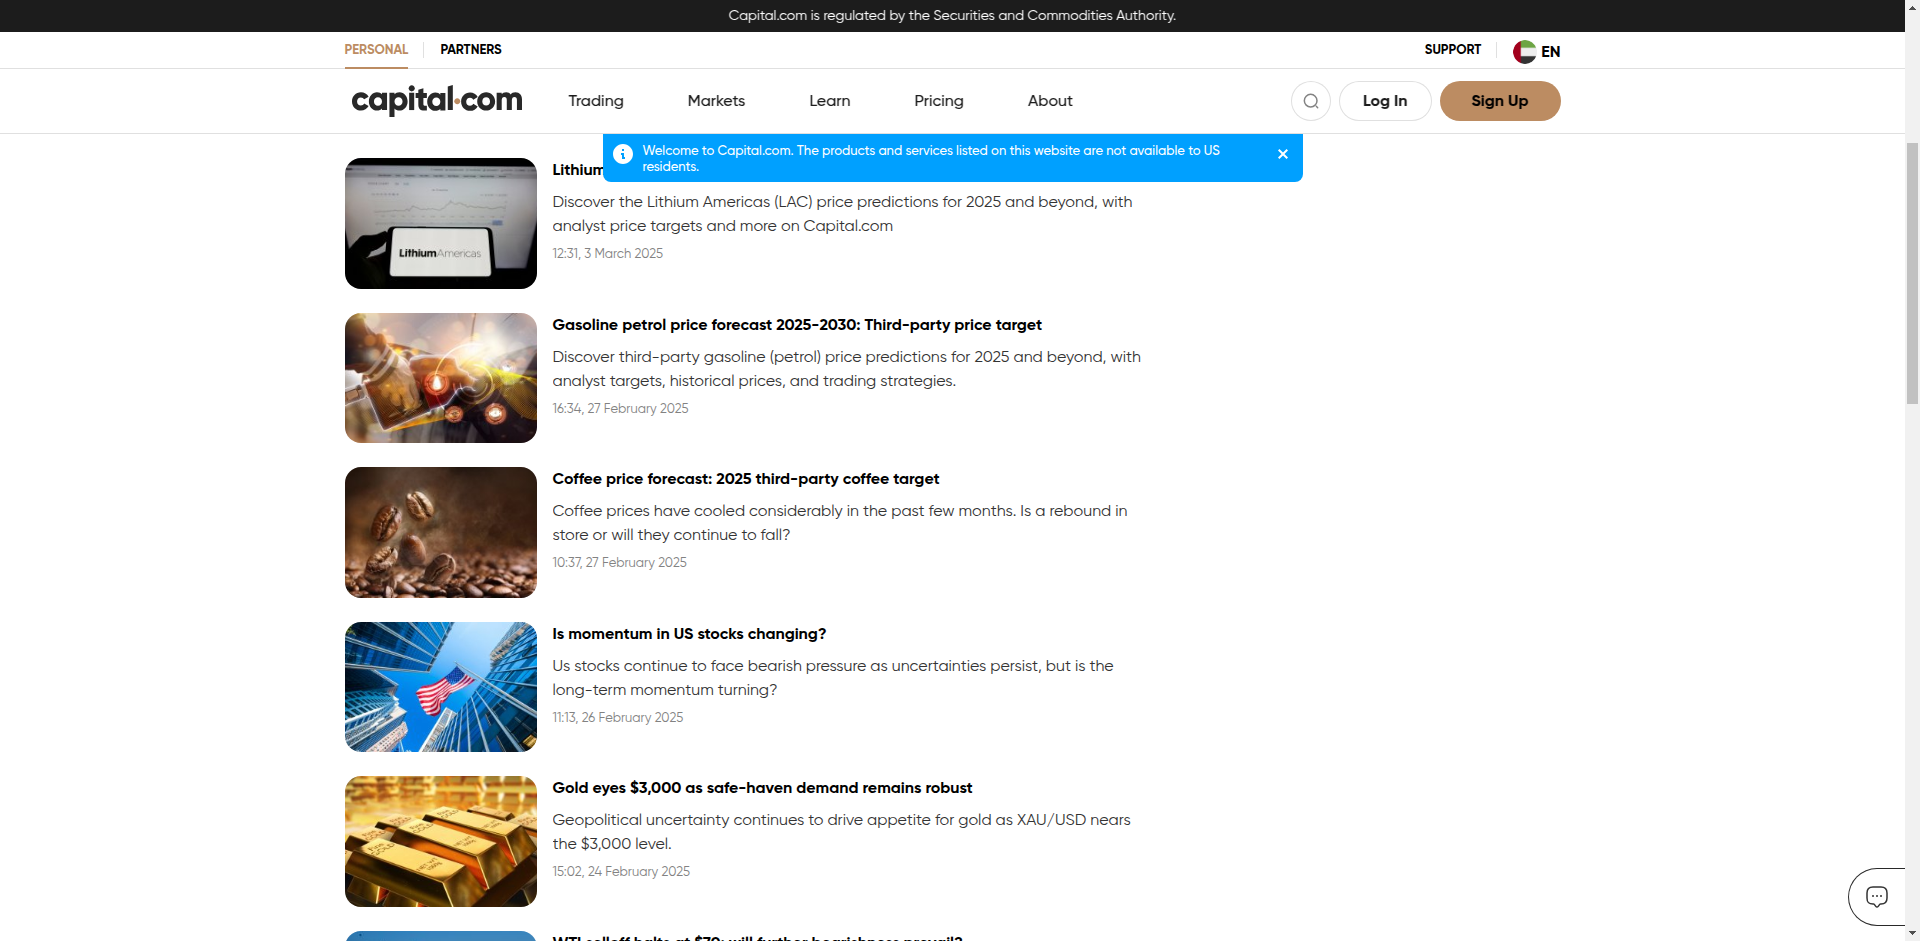 Capital.com is regulated by the Securities and Commodities Authority.
PERSONAL
PARTNERS
SUPPORT
EN
capital.com
Trading
Markets
Learn
Pricing
About
Log In
Sign Up
Welcome to Capital.com. The products and services listed on this website are not available to US
residents.
Lithium
Discover the Lithium Americas (LAC) price predictions for 2025 and beyond, with
analyst price targets and more on Capital.com
12:31, 3 March 2025
LithiumAmericas
Gasoline petrol price forecast 2025-2030: Third-party price target
Discover third-party gasoline (petrol) price predictions for 2025 and beyond, with
analyst targets, historical prices, and trading strategies.
16:34, 27 February 2025
Coffee price forecast: 2025 third-party coffee target
Coffee prices have cooled considerably in the past few months. Is a rebound in
store or will they continue to fall?
10:37, 27 February 2025
Is momentum in US stocks changing?
Us stocks continue to face bearish pressure as uncertainties persist, but is the
long-term momentum turning?
11:13, 26 February 2025
Gold eyes $3,000 as safe-haven demand remains robust
Geopolitical uncertainty continues to drive appetite for gold as XAU/USD nears
the $3,000 level.
15:02, 24 February 2025
WTI selloff halts at $70: will further bearishness prevail?